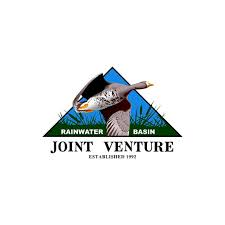 RAINWATER BASIN
JOINT VENTURE
ESTABLISHED 1992